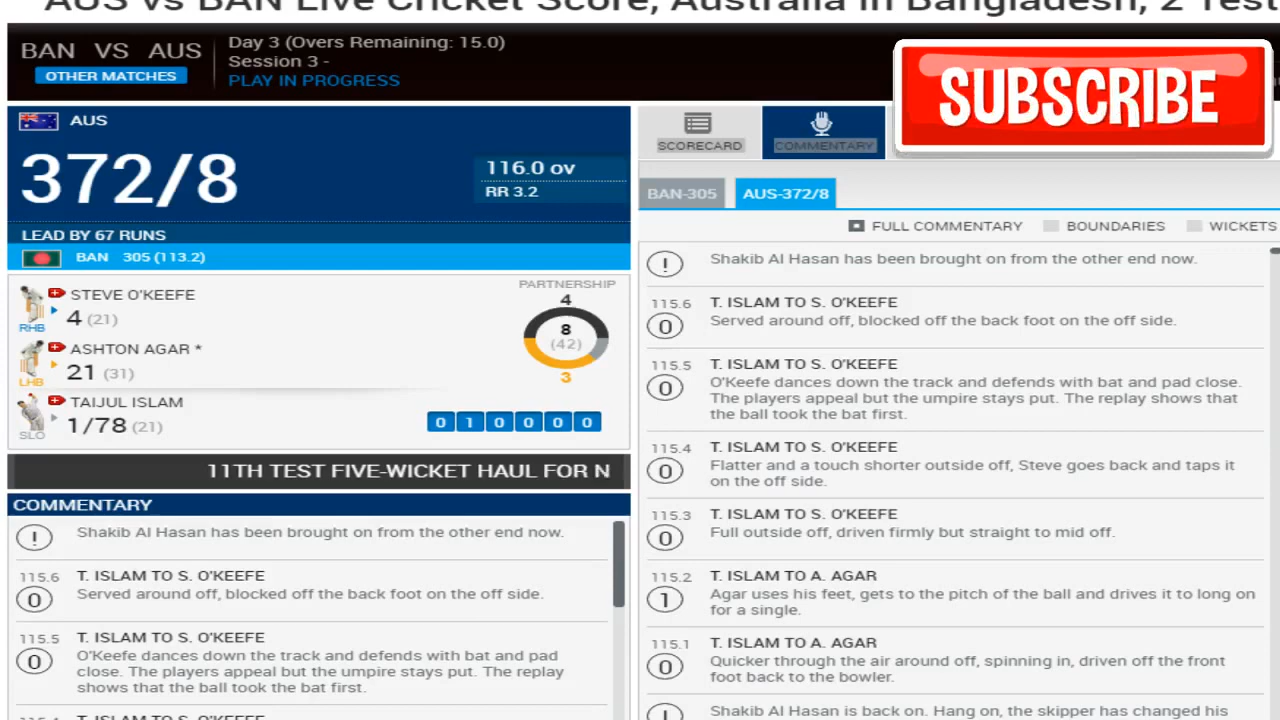 AUS vs BAN Live Cricket Score, Australia in Bangladesh, 2 Test
BAN VS AUS
OTHER MATCHES
Day 3 (Overs Remaining: 15.0)
Session 3 -
PLAY IN PROGRESS
SUBSCRIBE
AUS
372/8
116.0 ov
RR 3.2
LEAD BY 67 RUNS
BAN 305 (113.2)
STEVE O'KEEFE
4 (21)
RHB
ASHTON AGAR *
21 (31)
LHB
TAIJUL ISLAM
1/78 (21)
SLO
PARTNERSHIP
4
8
(42)
3
0 1 0 0 0 0
11TH TEST FIVE-WICKET HAUL FOR N
COMMENTARY
! Shakib Al Hasan has been brought on from the other end now.
115.6 T. ISLAM TO S. O'KEEFE
0 Served around off, blocked off the back foot on the off side.
115.5 T. ISLAM TO S. O'KEEFE
0 O'Keefe dances down the track and defends with bat and pad
close. The players appeal but the umpire stays put. The replay
shows that the ball took the bat first.
115.4 T. ISLAM TO S. O'KEEFE
SCORECARD
COMMENTARY
BAN-305
AUS-372/8
FULL COMMENTARY BOUNDARIES WICKETS
! Shakib Al Hasan has been brought on from the other end now.
115.6 T. ISLAM TO S. O'KEEFE
0 Served around off, blocked off the back foot on the off side.
115.5 T. ISLAM TO S. O'KEEFE
0 O'Keefe dances down the track and defends with bat and pad close.
The players appeal but the umpire stays put. The replay shows that
the ball took the bat first.
115.4 T. ISLAM TO S. O'KEEFE
0 Flatter and a touch shorter outside off, Steve goes back and taps it
on the off side.
115.3 T. ISLAM TO S. O'KEEFE
0 Full outside off, driven firmly but straight to mid off.
115.2 T. ISLAM TO A. AGAR
1 Agar uses his feet, gets to the pitch of the ball and drives it to long on
for a single.
115.1 T. ISLAM TO A. AGAR
0 Quicker through the air around off, spinning in, driven off the front
foot back to the bowler.
! Shakib Al Hasan is back on. Hang on, the skipper has changed his